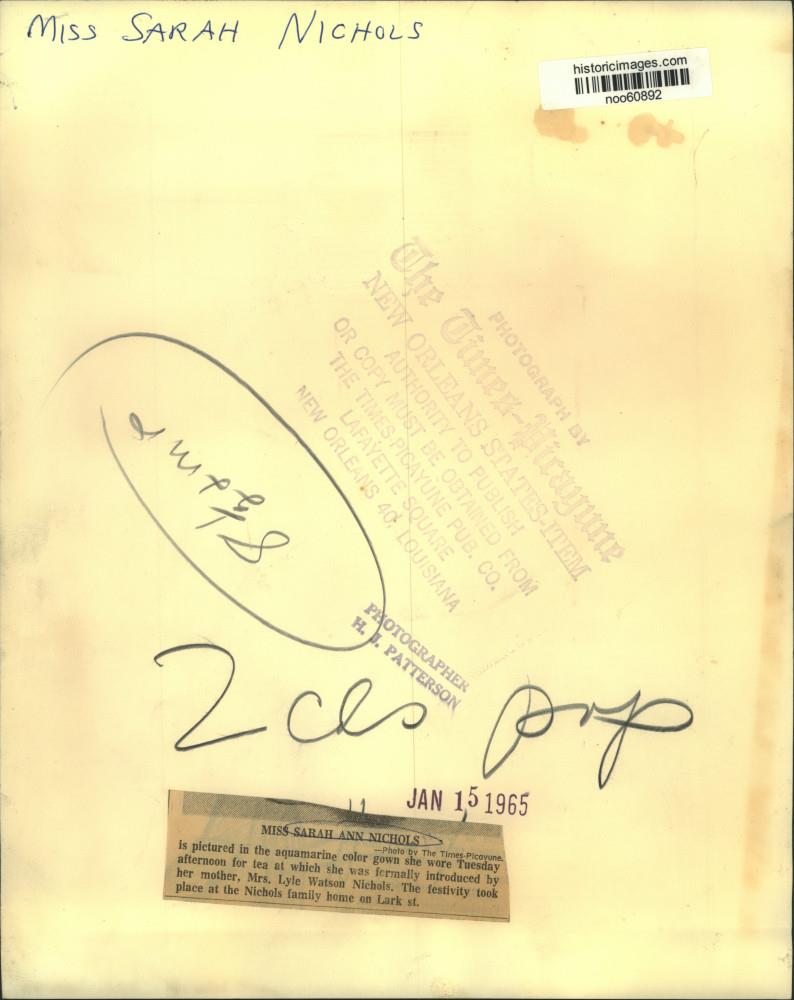 MISS SARAH NICHOLS
historicimages.com
noo60892
PHOTOGRAPH BY
The Times-Picayune
NEW ORLEANS STATES-ITEM
AUTHORITY TO PUBLISH
OR COPY MUST BE OBTAINED FROM
THE TIMES-PICAYUNE PUB. CO.
LAFAYETTE SQUARE
NEW ORLEANS 40, LOUISIANA
PHOTOGRAPHER
H. J. PATTERSON
2 cls
JAN 15 1965
MISS SARAH ANN NICHOLS
—Photo by The Times-Picayune.
is pictured in the aquamarine color gown she wore Tuesday
afternoon for tea at which she was formally introduced by
her mother, Mrs. Lyle Watson Nichols. The festivity took
place at the Nichols family home on Lark st.